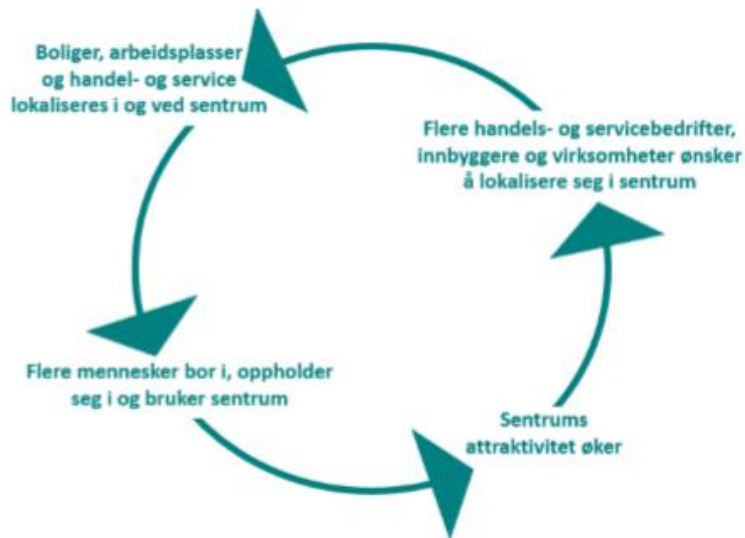 Boliger, arbeidsplasser
og handel- og service
lokaliseres i og ved sentrum
Flere handels- og servicebedrifter,
innbyggere og virksomheter ønsker
å lokalisere seg i sentrum
Flere mennesker bor i, oppholder
seg i og bruker sentrum
Sentrums
attraktivitet øker